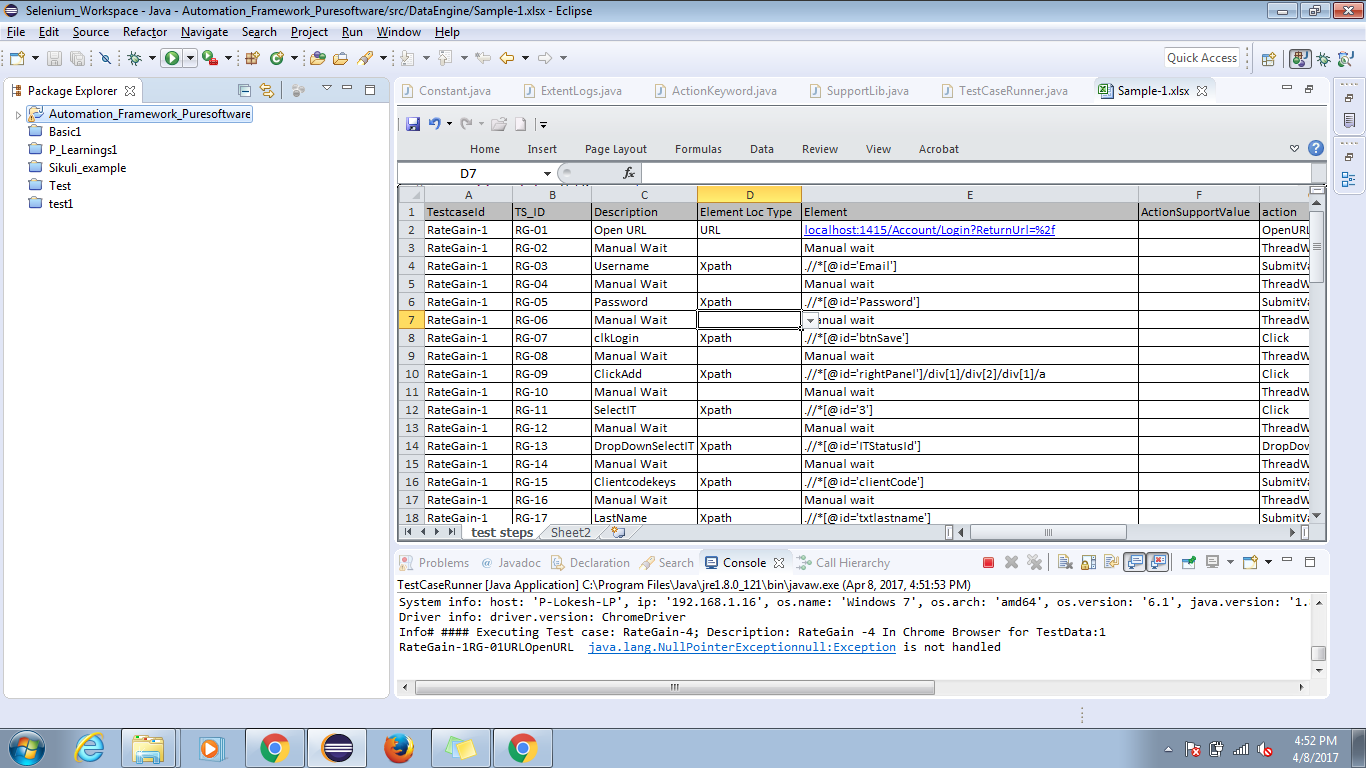 Selenium_Workspace - Java - Automation_Framework_Puresoftware/src/DataEngine/Sample-1.xlsx - Eclipse
File Edit Source Refactor Navigate Search Project Run Window Help
Quick Access
Package Explorer
Automation_Framework_Puresoftware
Basic1
P_Learnings1
Sikuli_example
Test
test1
Constant.java ExtentLogs.java ActionKeyword.java SupportLib.java TestCaseRunner.java Sample-1.xlsx
Home Insert Page Layout Formulas Data Review View Acrobat
D7 fx
A B C D E F G
1 TestcaseId TS_ID Description Element Loc Type Element ActionSupportValue action
2 RateGain-1 RG-01 Open URL URL localhost:1415/Account/Login?ReturnUrl=%2f OpenURL
3 RateGain-1 RG-02 Manual Wait Manual wait ThreadW
4 RateGain-1 RG-03 Username Xpath .//*[@id='Email'] SubmitVa
5 RateGain-1 RG-04 Manual Wait Manual wait ThreadW
6 RateGain-1 RG-05 Password Xpath .//*[@id='Password'] SubmitVa
7 RateGain-1 RG-06 Manual Wait anual wait ThreadW
8 RateGain-1 RG-07 clkLogin Xpath .//*[@id='btnSave'] Click
9 RateGain-1 RG-08 Manual Wait Manual wait ThreadW
10 RateGain-1 RG-09 ClickAdd Xpath .//*[@id='rightPanel']/div[1]/div[2]/div[1]/a Click
11 RateGain-1 RG-10 Manual Wait Manual wait ThreadW
12 RateGain-1 RG-11 SelectIT Xpath .//*[@id='3'] Click
13 RateGain-1 RG-12 Manual Wait Manual wait ThreadW
14 RateGain-1 RG-13 DropDownSelectIT Xpath .//*[@id='ITStatusId'] DropDov
15 RateGain-1 RG-14 Manual Wait Manual wait ThreadW
16 RateGain-1 RG-15 Clientcodekeys Xpath .//*[@id='clientCode'] SubmitVa
17 RateGain-1 RG-16 Manual Wait Manual wait ThreadW
18 RateGain-1 RG-17 LastName Xpath .//*[@id='txtlastname'] SubmitVa
test steps Sheet2
Problems @ Javadoc Declaration Search Console Call Hierarchy
TestCaseRunner [Java Application] C:\Program Files\Java\jre1.8.0_121\bin\javaw.exe (Apr 8, 2017, 4:51:53 PM)
System info: host: 'P-Lokesh-LP', ip: '192.168.1.16', os.name: 'Windows 7', os.arch: 'amd64', os.version: '6.1', java.version: '1.
Driver info: driver.version: ChromeDriver
Info# #### Executing Test case: RateGain-4; Description: RateGain -4 In Chrome Browser for TestData:1
RateGain-1RG-01URLOpenURL java.lang.NullPointerExceptionnull:Exception is not handled
4:52 PM
4/8/2017